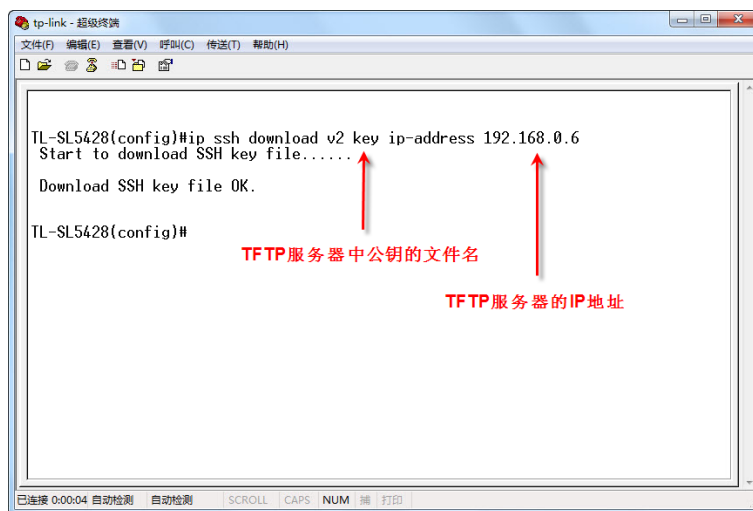 tp-link - 超级终端
文件(F) 编辑(E) 查看(V) 呼叫(C) 传送(T) 帮助(H)
TL-SL5428(config)#ip ssh download v2 key ip-address 192.168.0.6
Start to download SSH key file......
Download SSH key file OK.
TL-SL5428(config)#
TFTP服务器中公钥的文件名
TFTP服务器的IP地址
已连接 0:00:04 自动检测 自动检测 SCROLL CAPS NUM 捕 打印